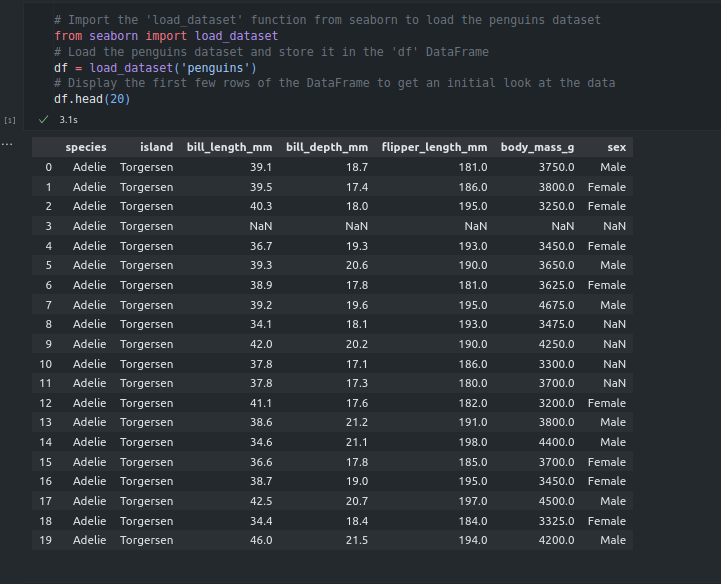 # Import the 'load_dataset' function from seaborn to load the penguins dataset
from seaborn import load_dataset
# Load the penguins dataset and store it in the 'df' DataFrame
df = load_dataset('penguins')
# Display the first few rows of the DataFrame to get an initial look at the data
df.head(20)
[1] ✓ 3.1s
... species island bill_length_mm bill_depth_mm flipper_length_mm body_mass_g sex
0 Adelie Torgersen 39.1 18.7 181.0 3750.0 Male
1 Adelie Torgersen 39.5 17.4 186.0 3800.0 Female
2 Adelie Torgersen 40.3 18.0 195.0 3250.0 Female
3 Adelie Torgersen NaN NaN NaN NaN NaN
4 Adelie Torgersen 36.7 19.3 193.0 3450.0 Female
5 Adelie Torgersen 39.3 20.6 190.0 3650.0 Male
6 Adelie Torgersen 38.9 17.8 181.0 3625.0 Female
7 Adelie Torgersen 39.2 19.6 195.0 4675.0 Male
8 Adelie Torgersen 34.1 18.1 193.0 3475.0 NaN
9 Adelie Torgersen 42.0 20.2 190.0 4250.0 NaN
10 Adelie Torgersen 37.8 17.1 186.0 3300.0 NaN
11 Adelie Torgersen 37.8 17.3 180.0 3700.0 NaN
12 Adelie Torgersen 41.1 17.6 182.0 3200.0 Female
13 Adelie Torgersen 38.6 21.2 191.0 3800.0 Male
14 Adelie Torgersen 34.6 21.1 198.0 4400.0 Male
15 Adelie Torgersen 36.6 17.8 185.0 3700.0 Female
16 Adelie Torgersen 38.7 19.0 195.0 3450.0 Female
17 Adelie Torgersen 42.5 20.7 197.0 4500.0 Male
18 Adelie Torgersen 34.4 18.4 184.0 3325.0 Female
19 Adelie Torgersen 46.0 21.5 194.0 4200.0 Male